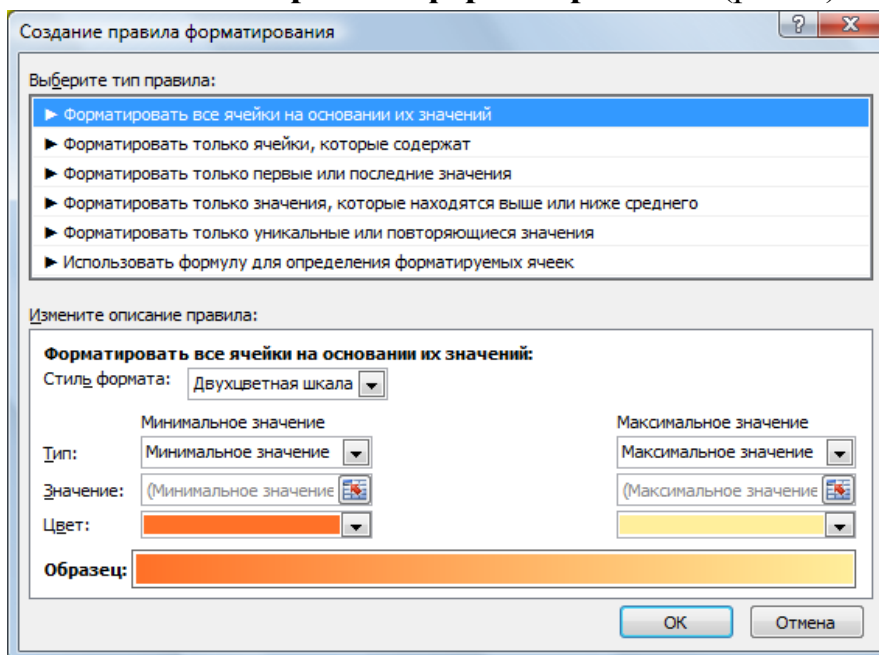 Создание правила форматирования
Выберите тип правила:
► Форматировать все ячейки на основании их значений
► Форматировать только ячейки, которые содержат
► Форматировать только первые или последние значения
► Форматировать только значения, которые находятся выше или ниже среднего
► Форматировать только уникальные или повторяющиеся значения
► Использовать формулу для определения форматируемых ячеек
Измените описание правила:
Форматировать все ячейки на основании их значений:
Стиль формата: Двухцветная шкала
Минимальное значение Максимальное значение
Тип: Минимальное значение Максимальное значение
Значение: (Минимальное значение (Максимальное значение
Цвет:
Образец:
ОК Отмена